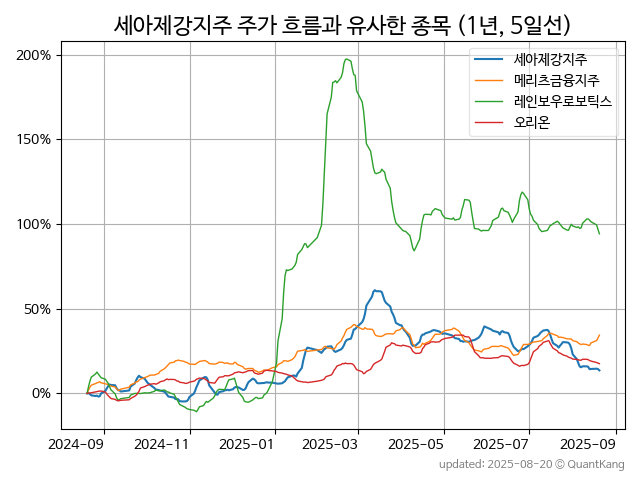 세아제강지주 주가 흐름과 유사한 종목 (1년, 5일선)
세아제강지주
메리츠금융지주
레인보우로보틱스
오리온
200%
150%
100%
50%
0%
2024-09 2024-11 2025-01 2025-03 2025-05 2025-07 2025-09
updated: 2025-08-20 © QuantKang